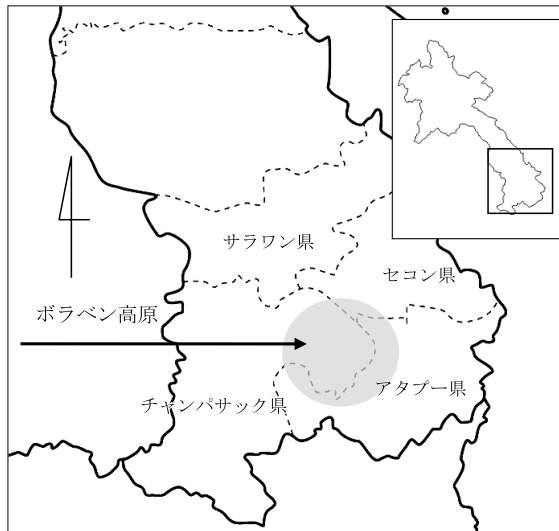 サラワン県
セコン県
ボラベン高原
アタプー県
チャンパサック県